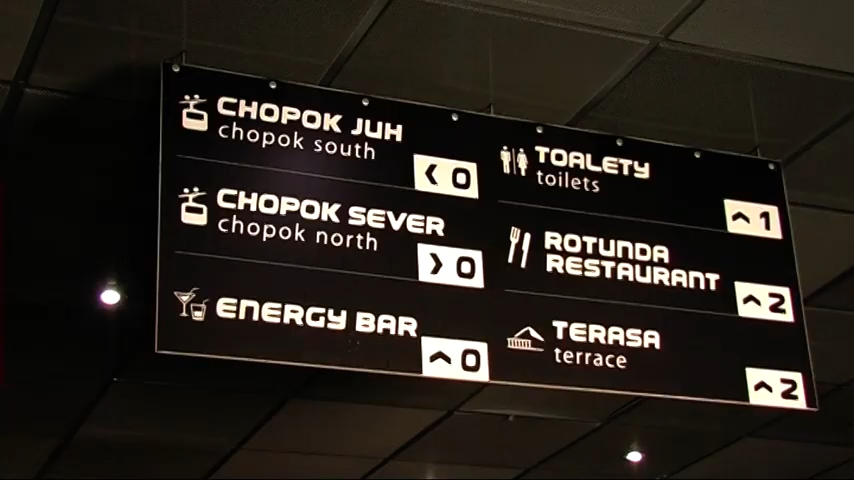 CHOPOK JUH
chopok south
< 0
CHOPOK SEVER
chopok north
> 0
ENERGY BAR
^ 0
TOALETY
toilets
^ 1
ROTUNDA
RESTAURANT
^ 2
TERASA
terrace
^ 2